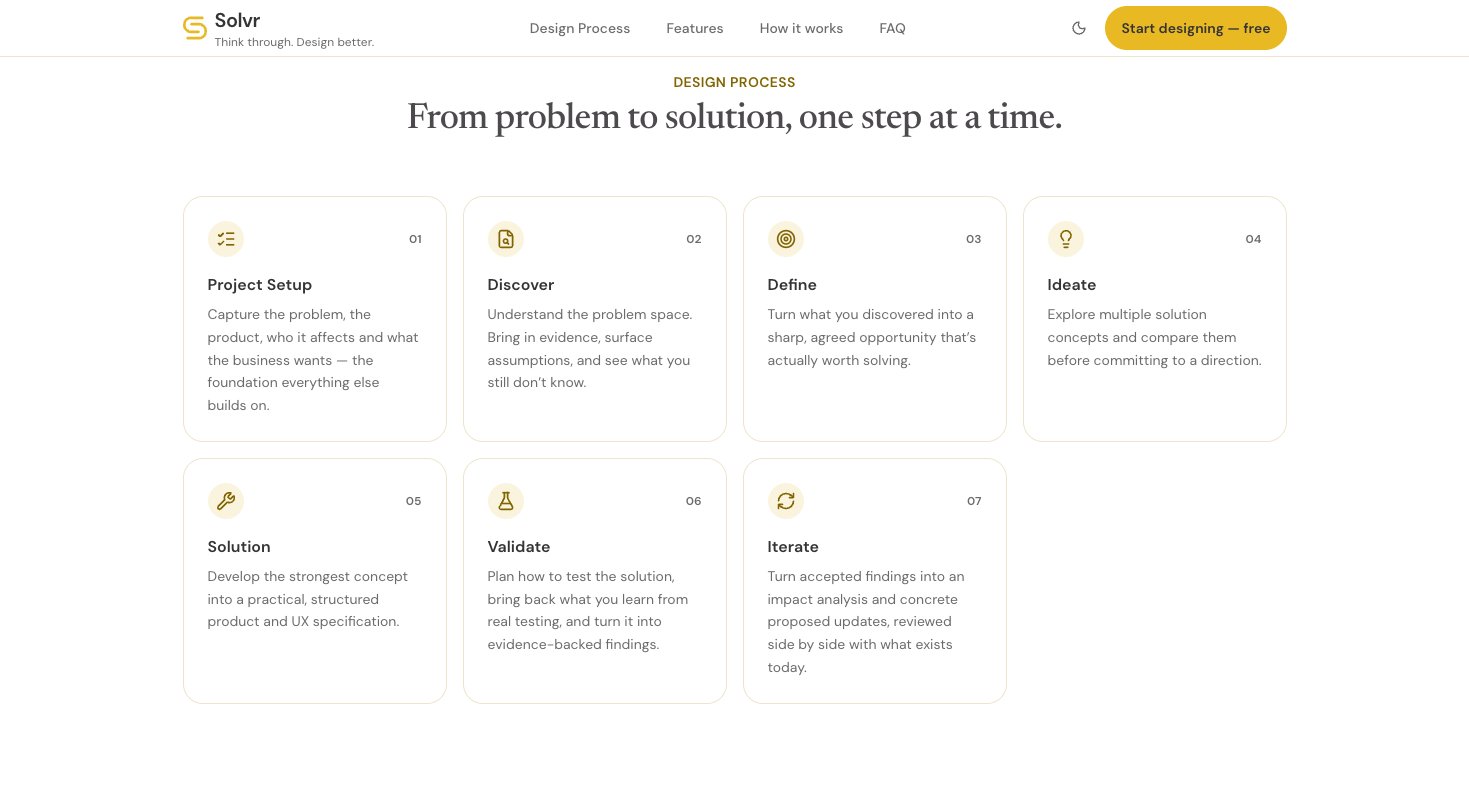 Solvr
Think through. Design better.
Design Process
Features
How it works
FAQ
Start designing — free
DESIGN PROCESS
From problem to solution, one step at a time.
01
Project Setup
Capture the problem, the
product, who it affects and what
the business wants — the
foundation everything else
builds on.
02
Discover
Understand the problem space.
Bring in evidence, surface
assumptions, and see what you
still don’t know.
03
Define
Turn what you discovered into a
sharp, agreed opportunity that’s
actually worth solving.
04
Ideate
Explore multiple solution
concepts and compare them
before committing to a direction.
05
Solution
Develop the strongest concept
into a practical, structured
product and UX specification.
06
Validate
Plan how to test the solution,
bring back what you learn from
real testing, and turn it into
evidence-backed findings.
07
Iterate
Turn accepted findings into an
impact analysis and concrete
proposed updates, reviewed
side by side with what exists
today.